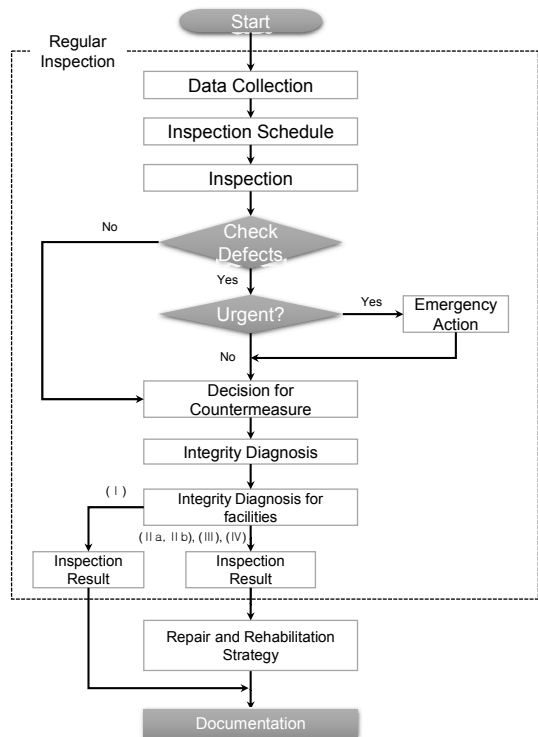 Start
Regular
Inspection
Data Collection
Inspection Schedule
Inspection
No
Check
Defects
Yes
Urgent?
Yes
Emergency
Action
No
Decision for
Countermeasure
Integrity Diagnosis
(Ⅰ)
Integrity Diagnosis for
facilities
(Ⅱa, Ⅱb), (Ⅲ), (Ⅳ)
Inspection
Result
Inspection
Result
Repair and Rehabilitation
Strategy
Documentation